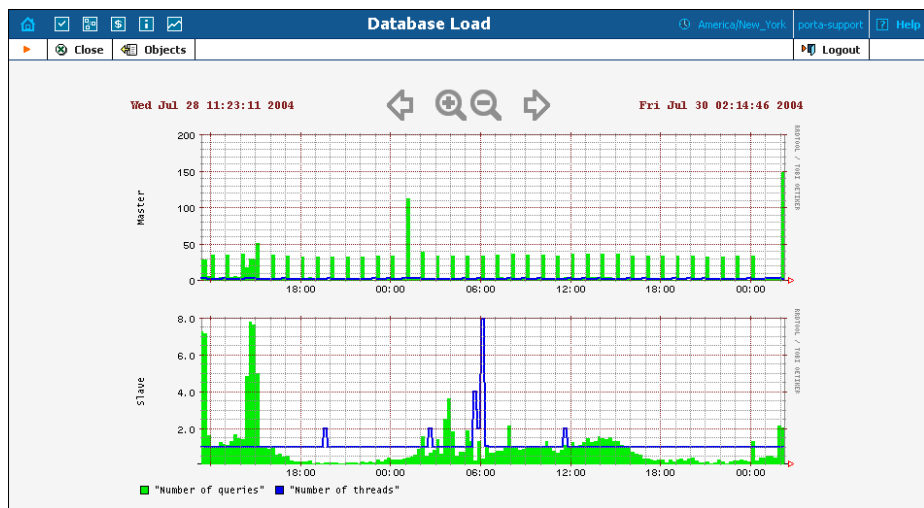 Database Load
America/New_York
porta-support
Help
Close
Objects
Logout
Wed Jul 28 11:23:11 2004
Fri Jul 30 02:14:46 2004
RRDTOOL / TOBI OETIKER
Master
200
150
100
50
0
18:00 00:00 06:00 12:00 18:00 00:00
RRDTOOL / TOBI OETIKER
Slave
8.0
6.0
4.0
2.0
18:00 00:00 06:00 12:00 18:00 00:00
"Number of queries" "Number of threads"